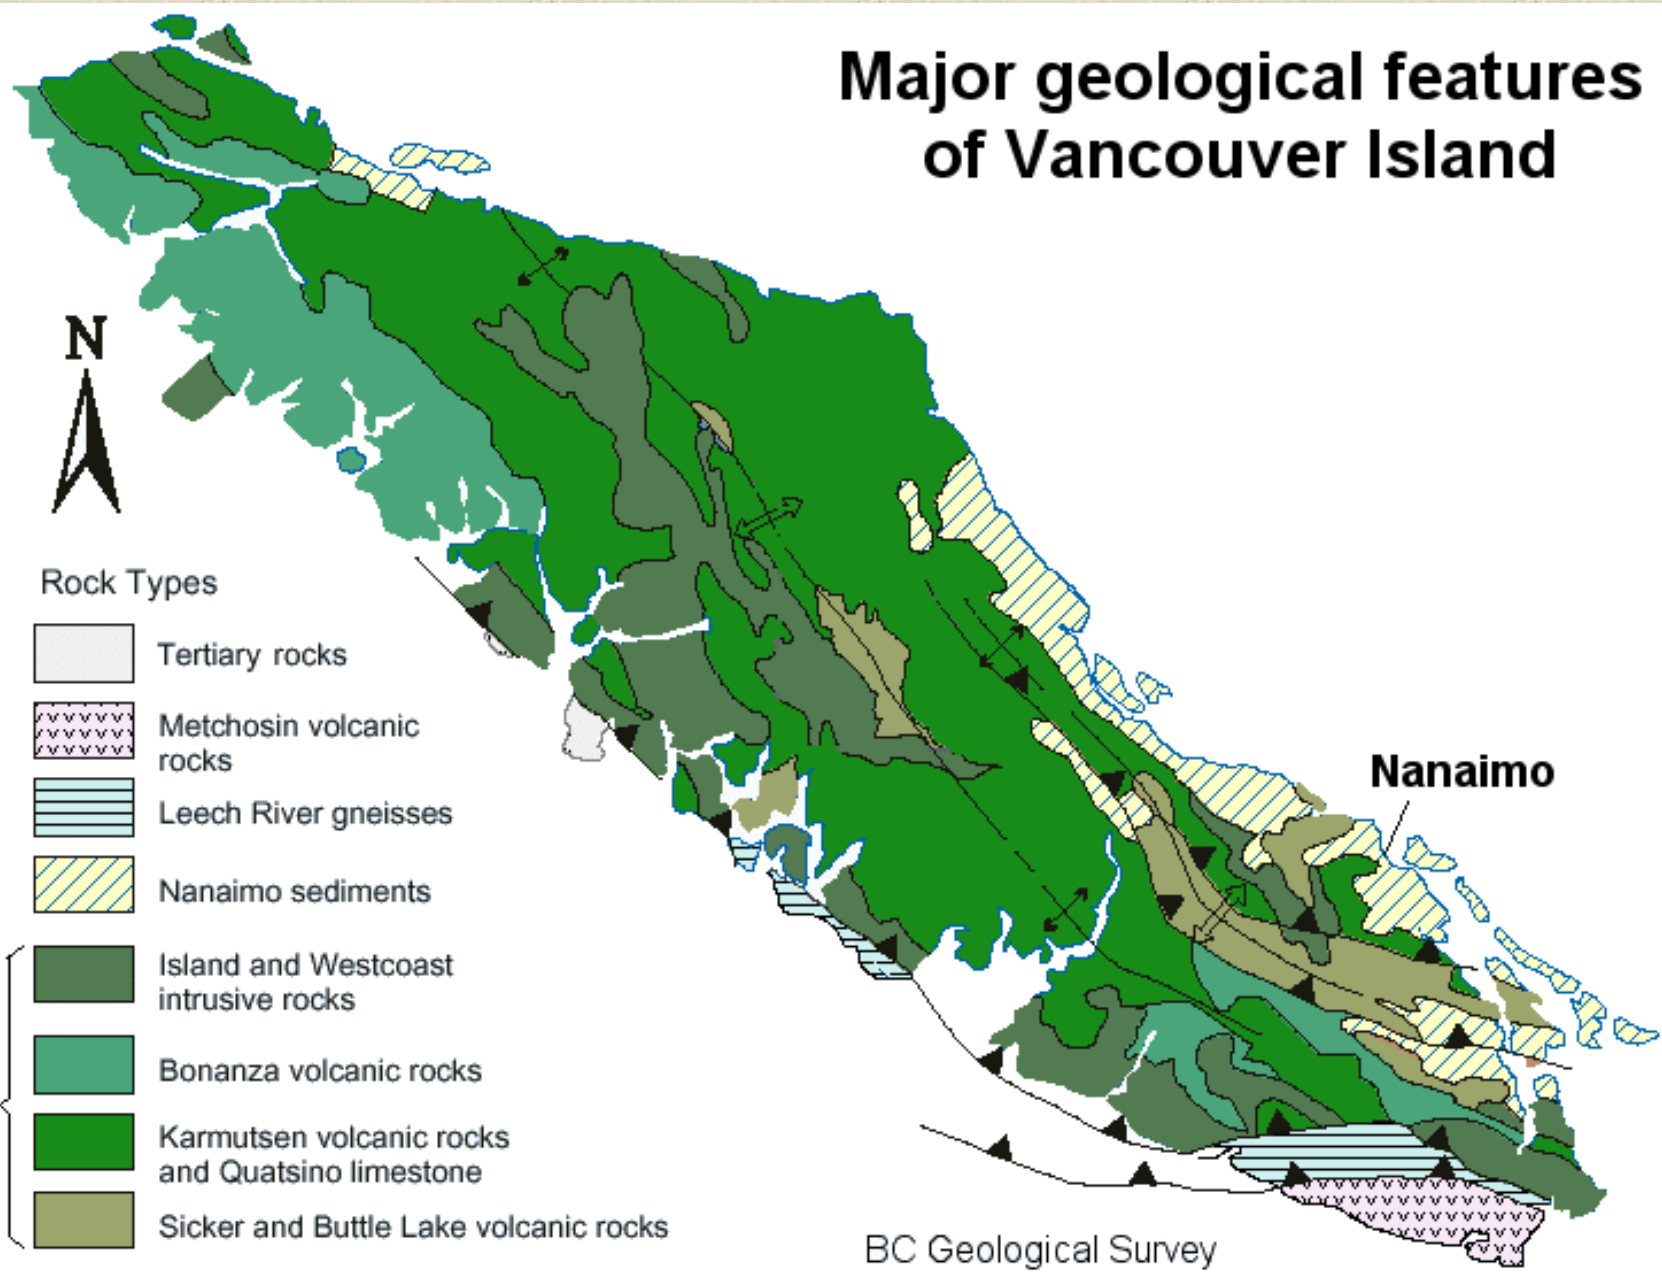 Major geological features
of Vancouver Island
N
Rock Types
Tertiary rocks
Metchosin volcanic
rocks
Leech River gneisses
Nanaimo sediments
Island and Westcoast
intrusive rocks
Bonanza volcanic rocks
Karmutsen volcanic rocks
and Quatsino limestone
Sicker and Buttle Lake volcanic rocks
Nanaimo
BC Geological Survey